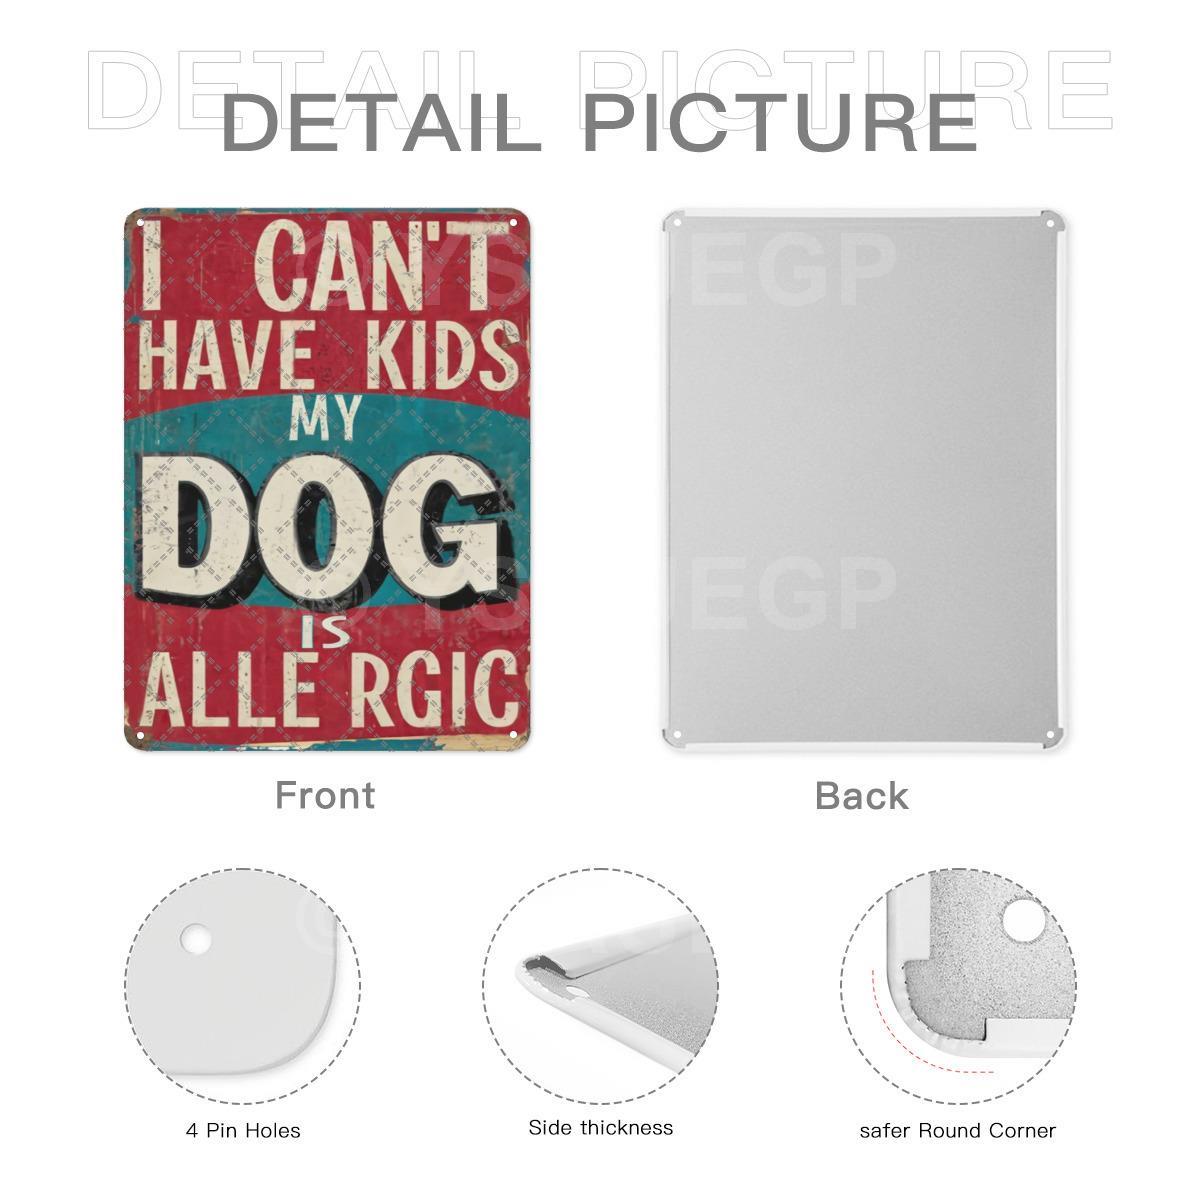 DETAIL PICTURE
DETAIL PICTURE
I CAN'T
HAVE KIDS
MY
DOG
IS
ALLE RGIC
Front
Back
4 Pin Holes
Side thickness
safer Round Corner